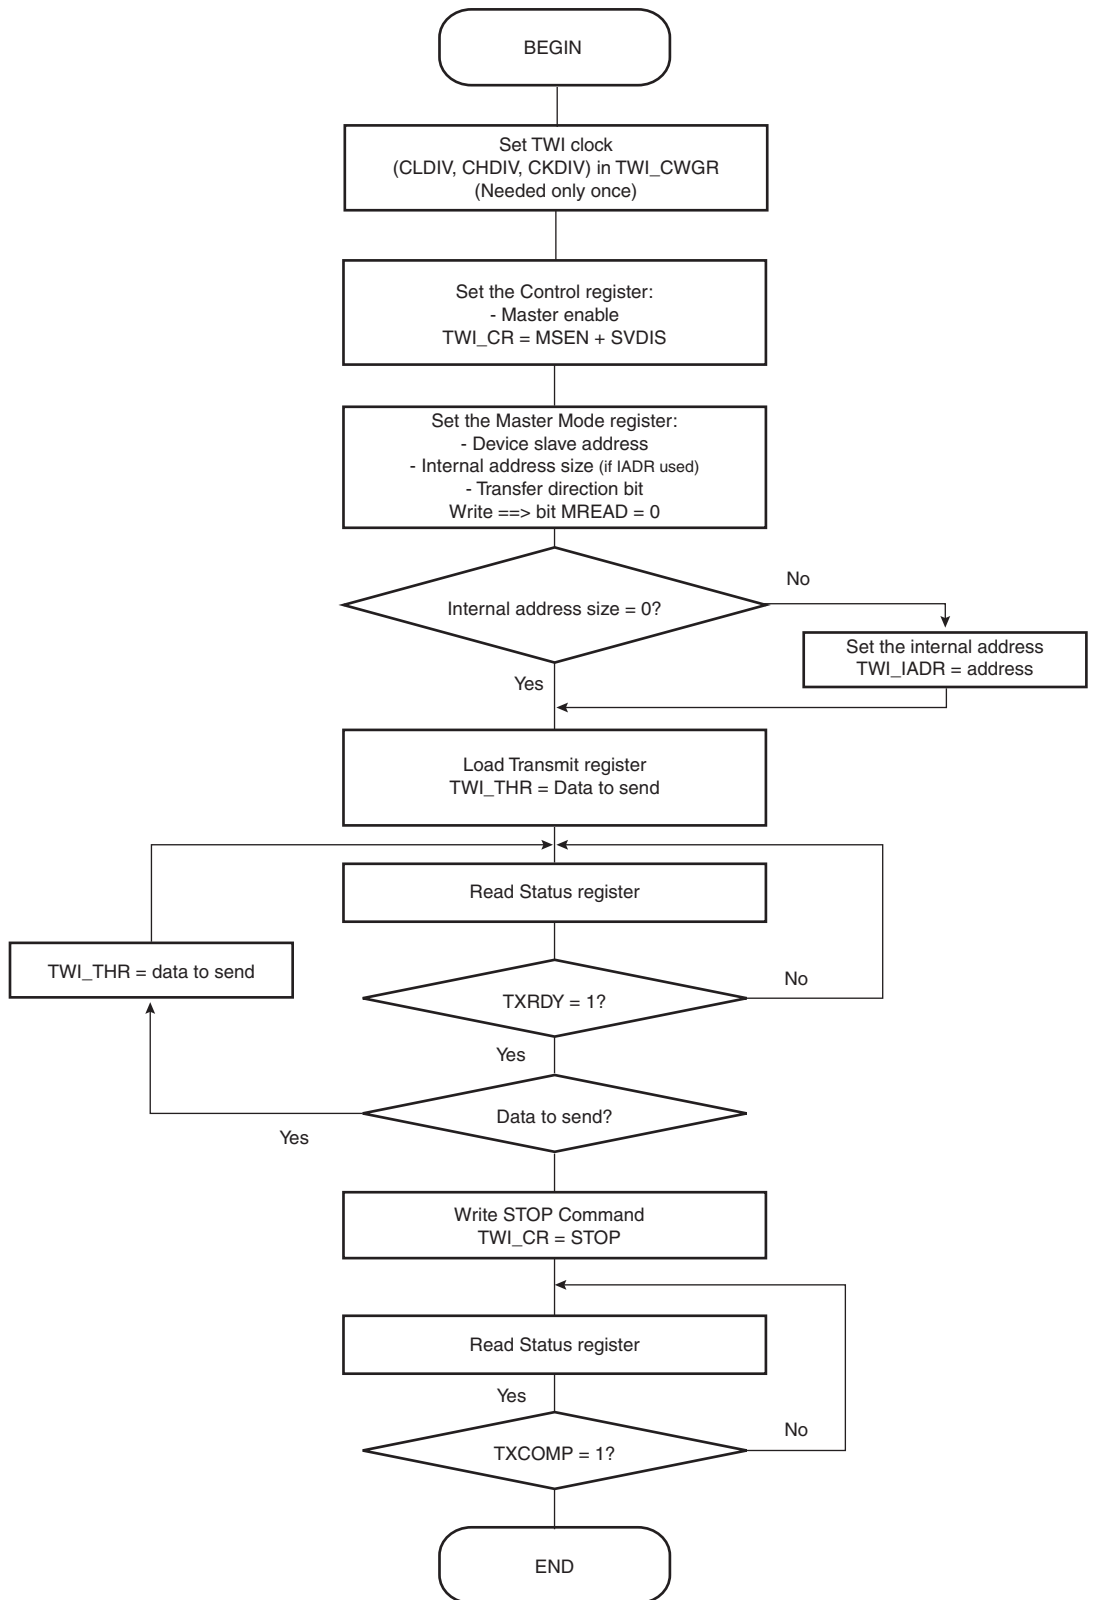 BEGIN
Set TWI clock
(CLDIV, CHDIV, CKDIV) in TWI_CWGR
(Needed only once)
Set the Control register:
- Master enable
TWI_CR = MSEN + SVDIS
Set the Master Mode register:
- Device slave address
- Internal address size (if IADR used)
- Transfer direction bit
Write ==> bit MREAD = 0
No
Internal address size = 0?
Set the internal address
TWI_IADR = address
Yes
Load Transmit register
TWI_THR = Data to send
Read Status register
TWI_THR = data to send
No
TXRDY = 1?
Yes
Data to send?
Yes
Write STOP Command
TWI_CR = STOP
Read Status register
Yes
No
TXCOMP = 1?
END